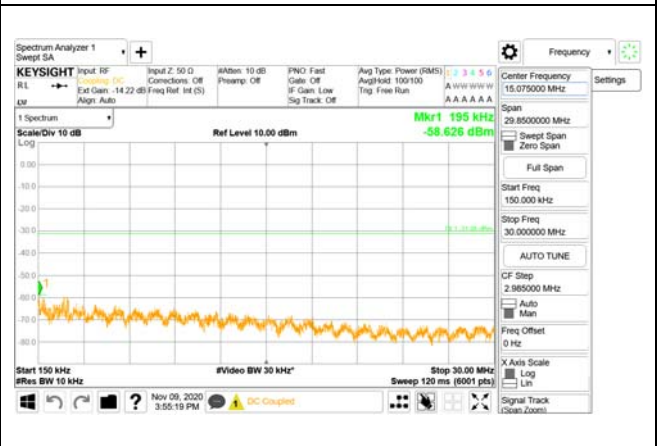 Spectrum Analyzer 1
Swept SA
Frequency
KEYSIGHT
Input: RF
Coupling: DC
Ext Gain: -14.22 dB
Align: Auto
Input Z: 50 Ω
Corrections: Off
Freq Ref: Int (S)
#Atten: 10 dB
Preamp: Off
PNO: Fast
Gate: Off
IF Gain: Low
Sig Track: Off
Avg Type: Power (RMS)
Avg|Hold: 100/100
Trig: Free Run
1 2 3 4 5 6
A W W W W W
A A A A A A
RL
1 Spectrum
Scale/Div 10 dB
Log
Ref Level 10.00 dBm
Mkr1 195 kHz
-58.626 dBm
0.00
-10.0
-20.0
-30.0
-40.0
-50.0
-60.0
-70.0
-80.0
1
Start 150 kHz
#Res BW 10 kHz
#Video BW 30 kHz*
Stop 30.00 MHz
Sweep 120 ms (6001 pts)
Center Frequency
15.075000 MHz
Settings
Span
29.8500000 MHz
Swept Span
Zero Span
Full Span
Start Freq
150.000 kHz
Stop Freq
30.000000 MHz
AUTO TUNE
CF Step
2.985000 MHz
Auto
Man
Freq Offset
0 Hz
X Axis Scale
Log
Lin
Signal Track
(Span Zoom)
?
Nov 09, 2020
3:55:19 PM
1
DC Coupled